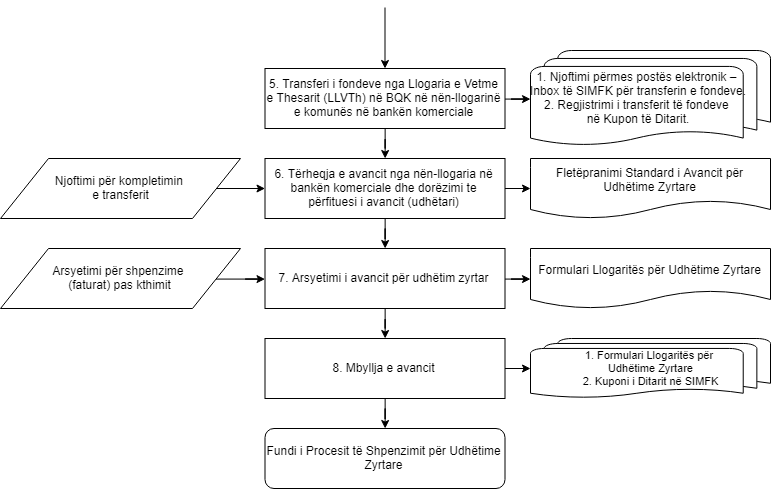 5. Transferi i fondeve nga Llogaria e Vetme
e Thesarit (LLVTh) në BQK në nën-llogarinë
e komunës në bankën komerciale
1. Njoftimi përmes postës elektronik –
Inbox të SIMFK për transferin e fondeve.
2. Regjistrimi i transferit të fondeve
në Kupon të Ditarit.
Njoftimi për kompletimin
e transferit
6. Tërheqja e avancit nga nën-llogaria në
bankën komerciale dhe dorëzimi te
përfituesi i avancit (udhëtari)
Fletëpranimi Standard i Avancit për
Udhëtime Zyrtare
Arsyetimi për shpenzime
(faturat) pas kthimit
7. Arsyetimi i avancit për udhëtim zyrtar
Formulari Llogaritës për Udhëtime Zyrtare
8. Mbyllja e avancit
1. Formulari Llogaritës për
Udhëtime Zyrtare
2. Kuponi i Ditarit në SIMFK
Fundi i Procesit të Shpenzimit për Udhëtime
Zyrtare